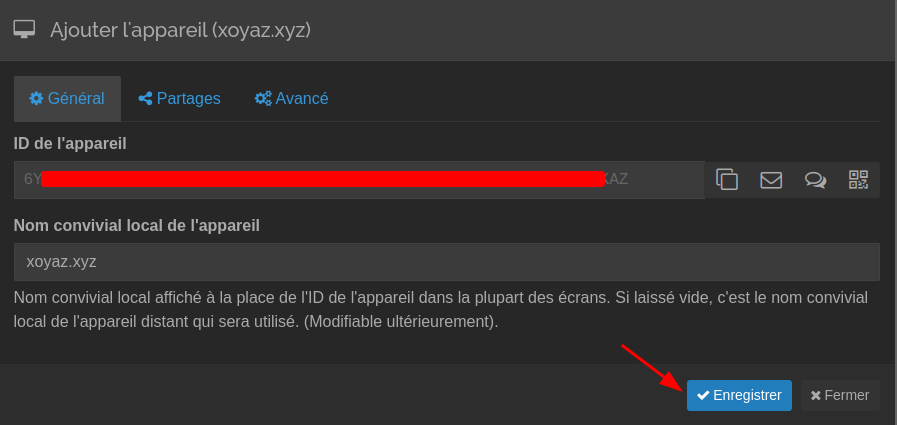 Ajouter l'appareil (xoyaz.xyz)
Général Partages Avancé
ID de l'appareil
6Y KAZ
Nom convivial local de l'appareil
xoyaz.xyz
Nom convivial local affiché à la place de l'ID de l'appareil dans la plupart des écrans. Si laissé vide, c'est le nom convivial
local de l'appareil distant qui sera utilisé. (Modifiable ultérieurement).
Enregistrer Fermer